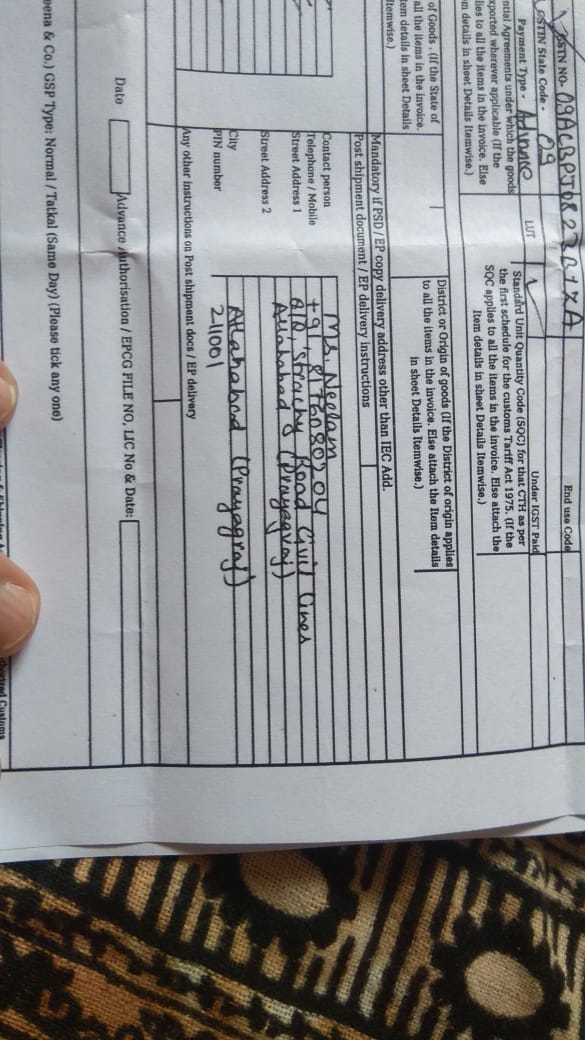 GSTN NO- 09ACBPJ0823B1ZA
End use Code
GSTIN State Code - 09
Payment Type - Advance
LUT
Under IGST Paid
ntial Agreements under which the goods
xported wherever applicable (If the
lies to all the items in the invoice. Else
m details in sheet Details Itemwise.)
Standard Unit Quantity Code (SQC) for that CTH as per
the first schedule for the customs Tariff Act 1975. (If the
SQC applies to all the items in the invoice. Else attach the
Item details in sheet Details Itemwise.)
of Goods . (If the State of
all the items in the invoice.
tem details in sheet Details
Itemwise.)
District or Origin of goods (If the District of origin applies
to all the items in the invoice. Else attach the Item details
in sheet Details Itemwise.)
Mandatory if PSD / EP copy delivery address other than IEC Add.
Post shipment document / EP delivery instructions
Contact person Ms. Neelam
Telephone / Mobile +91, 8176080204
Street Address 1 Strachy Road Civil Lines
Allahabad (Prayagraj)
Street Address 2
City Allahabad (Prayagraj)
PIN number 211001
Any other instructions on Post shipment docs / EP delivery
Date
Advance Authorisation / EPCG FILE NO, LIC No & Date:
eena & Co.) GSP Type: Normal / Tatkal (Same Day) (Please tick any one)
Customs